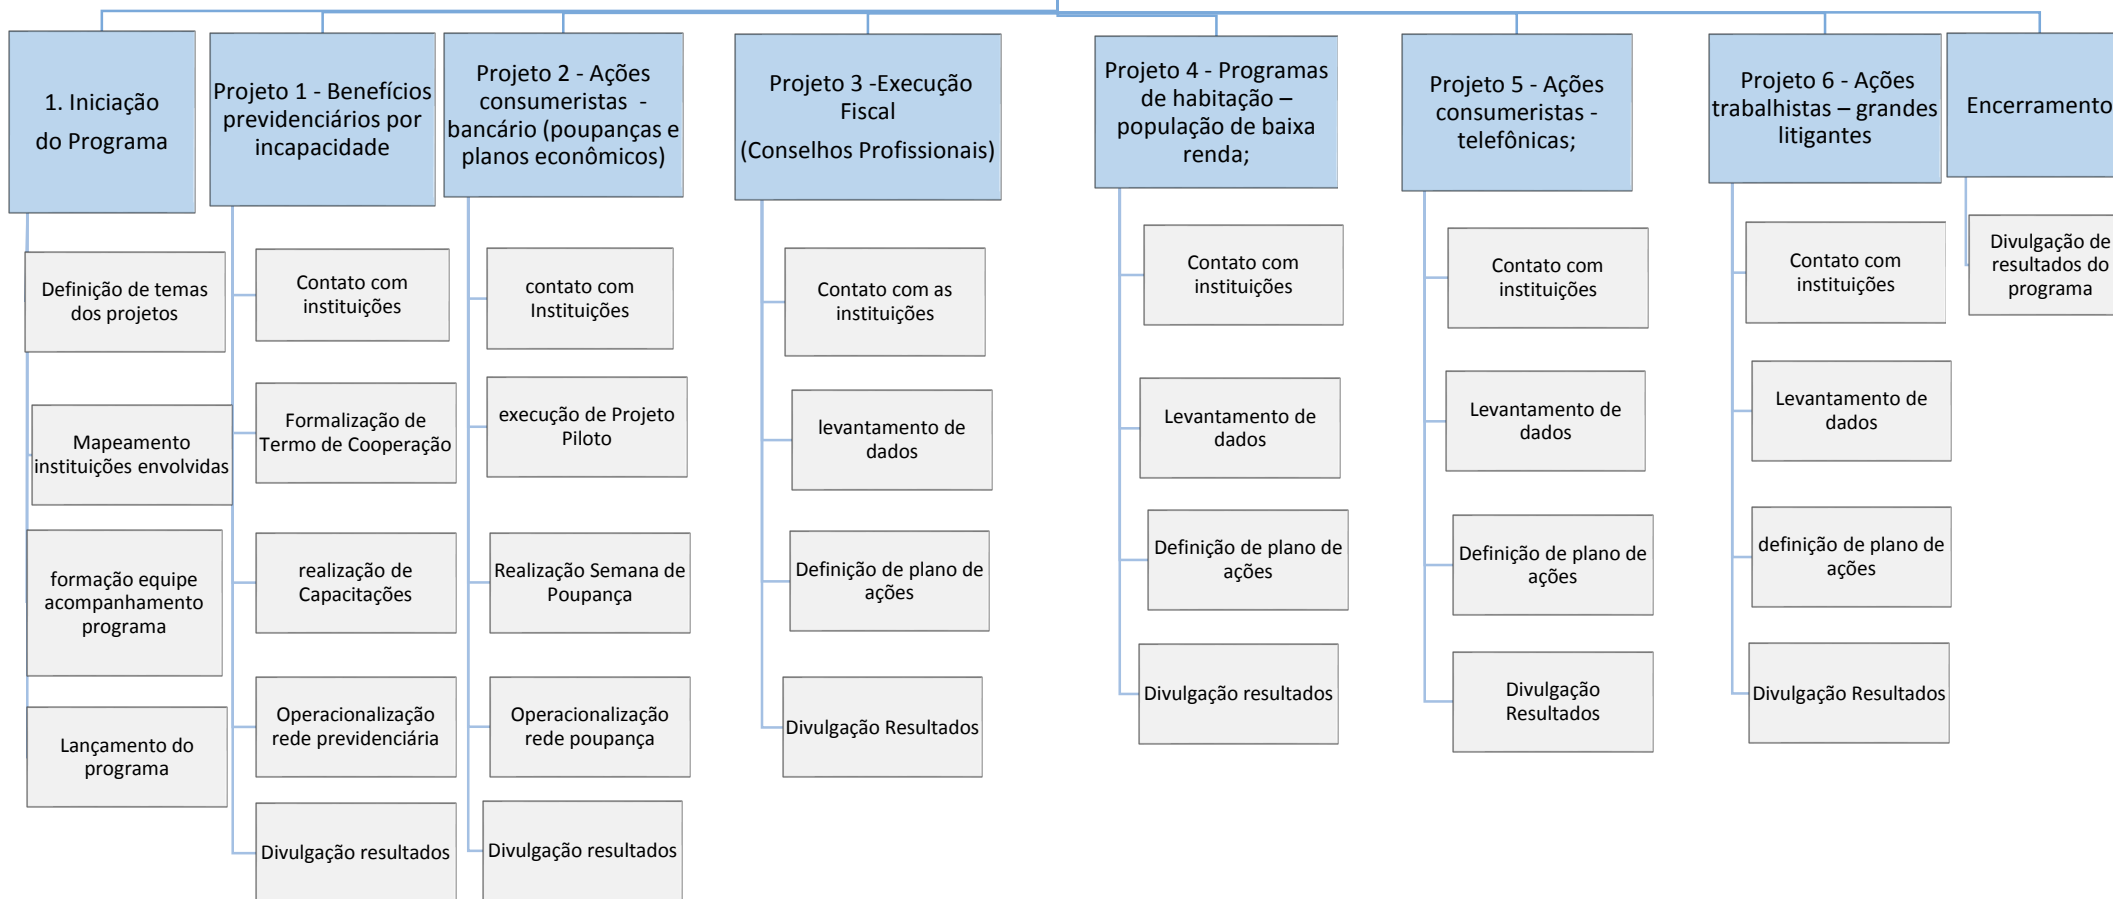 1. Iniciação
do Programa
Definição de temas
dos projetos
Mapeamento
instituições envolvidas
formação equipe
acompanhamento
programa
Lançamento do
programa
Projeto 1 - Benefícios
previdenciários por
incapacidade
Contato com
instituições
Formalização de
Termo de Cooperação
realização de
Capacitações
Operacionalização
rede previdenciária
Divulgação resultados
Projeto 2 - Ações
consumeristas -
bancário (poupanças e
planos econômicos)
contato com
Instituições
execução de Projeto
Piloto
Realização Semana de
Poupança
Operacionalização
rede poupança
Divulgação resultados
Projeto 3 -Execução
Fiscal
(Conselhos Profissionais)
Contato com as
instituições
levantamento de
dados
Definição de plano de
ações
Divulgação Resultados
Projeto 4 - Programas
de habitação –
população de baixa
renda;
Contato com
instituições
Levantamento de
dados
Definição de plano de
ações
Divulgação resultados
Projeto 5 - Ações
consumeristas -
telefônicas;
Contato com
instituições
Levantamento de
dados
Definição de plano de
ações
Divulgação
Resultados
Projeto 6 - Ações
trabalhistas – grandes
litigantes
Contato com
instituições
Levantamento de
dados
definição de plano de
ações
Divulgação Resultados
Encerramento
Divulgação de
resultados do
programa